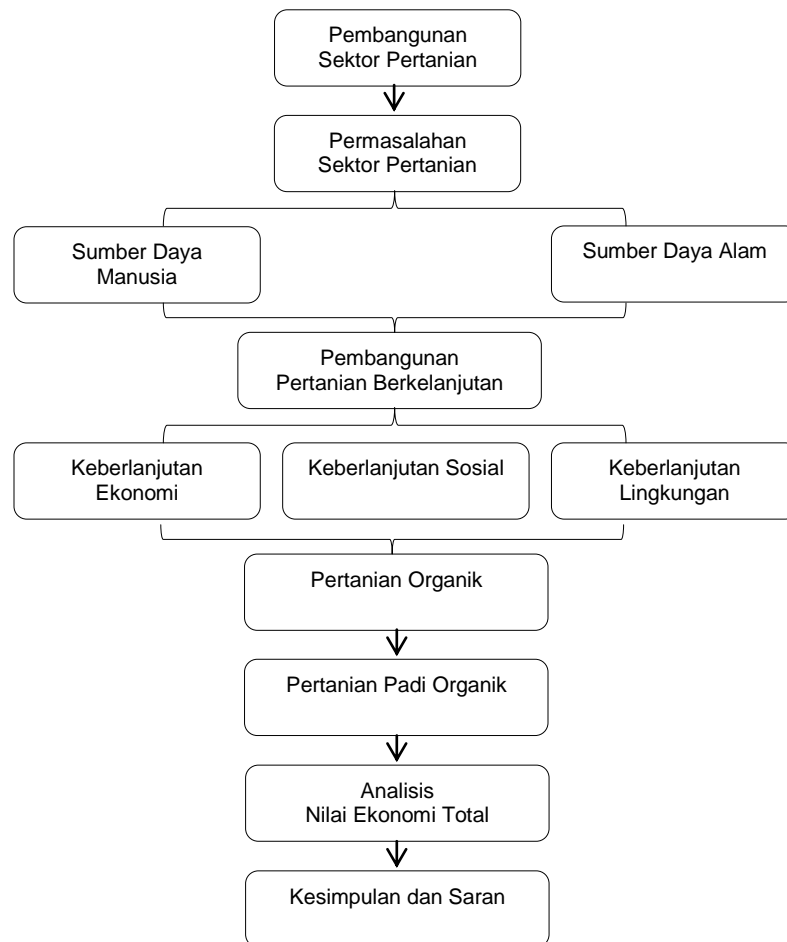 Pembangunan
Sektor Pertanian
Permasalahan
Sektor Pertanian
Sumber Daya
Manusia
Sumber Daya Alam
Pembangunan
Pertanian Berkelanjutan
Keberlanjutan
Ekonomi
Keberlanjutan Sosial
Keberlanjutan
Lingkungan
Pertanian Organik
Pertanian Padi Organik
Analisis
Nilai Ekonomi Total
Kesimpulan dan Saran